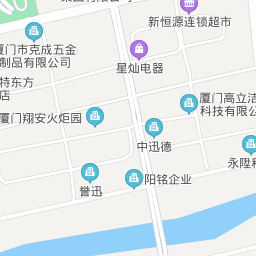 新恒源连锁超市
厦门市克成五金
制品有限公司
星灿电器
特东方
店
厦门高立洁
科技有限公
厦门翔安火炬园
中迅德
永陞科
誉迅
阳铭企业